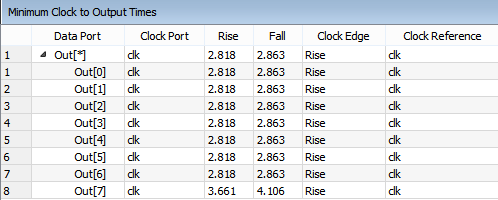 Minimum Clock to Output Times
Data Port Clock Port Rise Fall Clock Edge Clock Reference
1 Out[*] clk 2.818 2.863 Rise clk
1 Out[0] clk 2.818 2.863 Rise clk
2 Out[1] clk 2.818 2.863 Rise clk
3 Out[2] clk 2.818 2.863 Rise clk
4 Out[3] clk 2.818 2.863 Rise clk
5 Out[4] clk 2.818 2.863 Rise clk
6 Out[5] clk 2.818 2.863 Rise clk
7 Out[6] clk 2.818 2.863 Rise clk
8 Out[7] clk 3.661 4.106 Rise clk